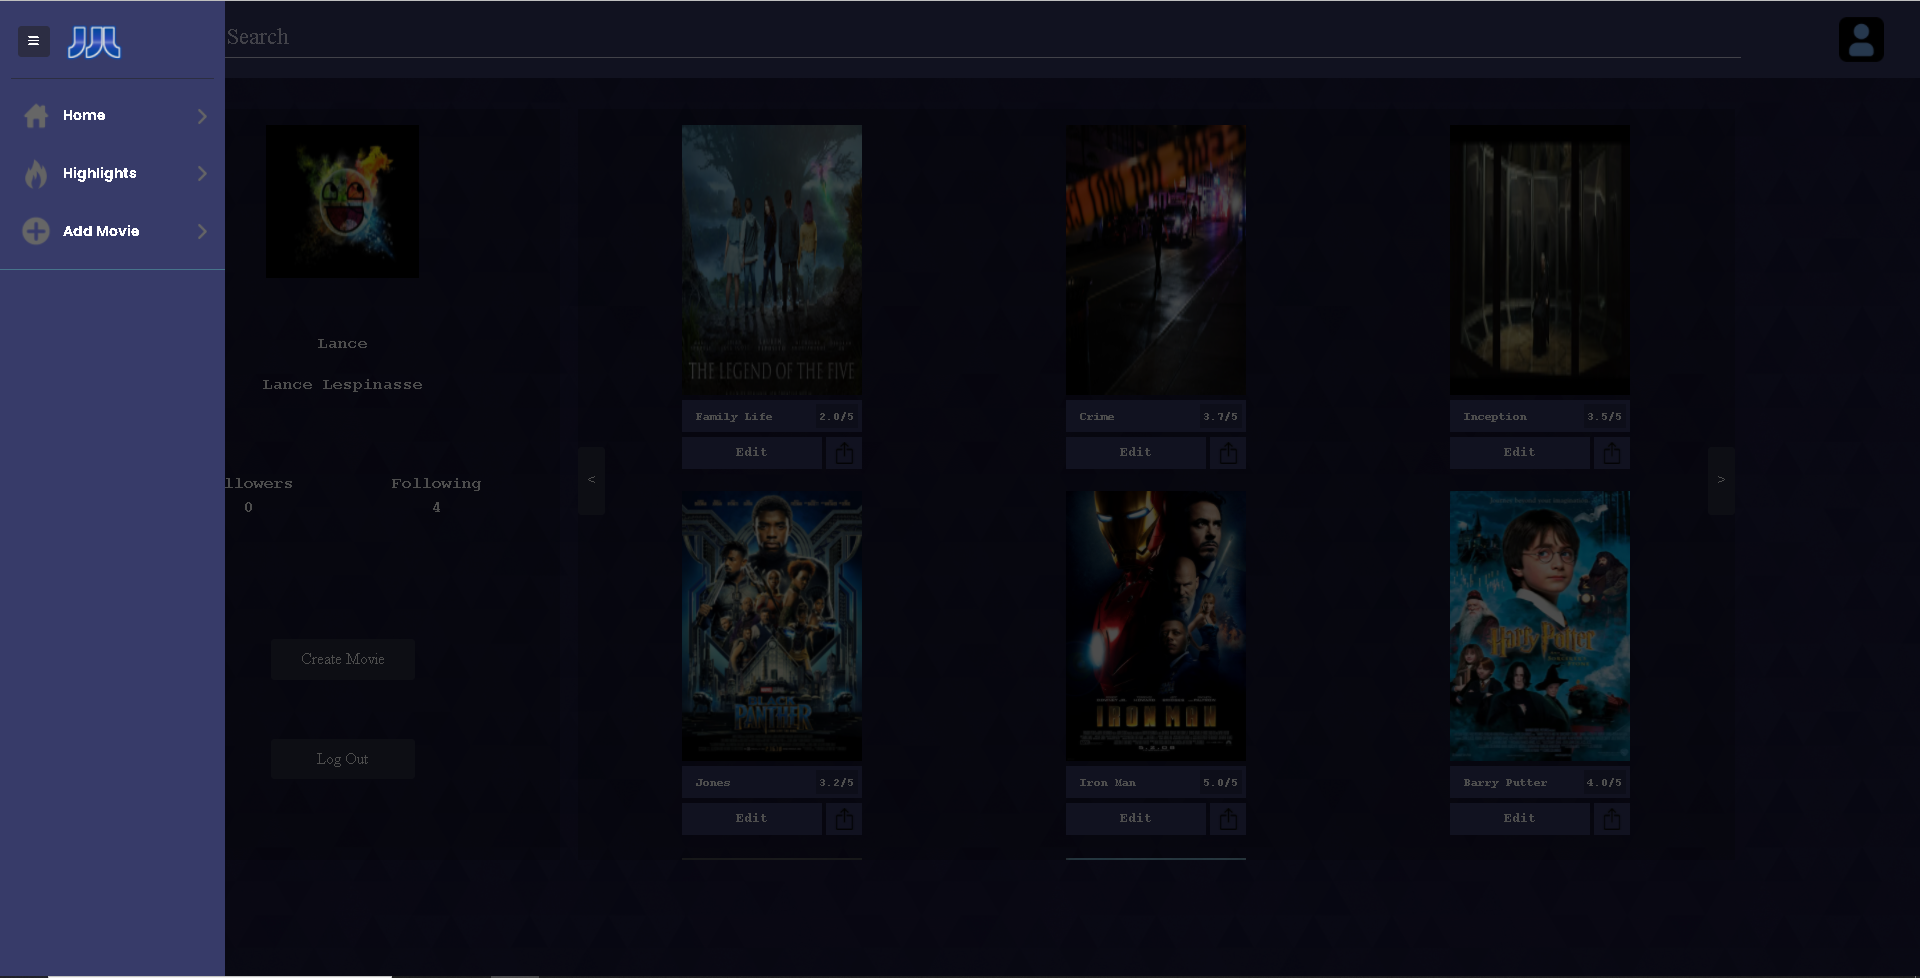 Search
Home
Highlights
Add Movie
Lance
Lance Lespinasse
llowers
0
Following
4
Create Movie
Log Out
<
>
THE LEGEND OF THE FIVE
Family Life 2.0/5
Edit
Crime 3.7/5
Edit
Inception 3.5/5
Edit
BLACK
PANTHER
Jones 3.2/5
Edit
IRON MAN
Iron Man 5.0/5
Edit
Harry Potter
Barry Putter 4.0/5
Edit